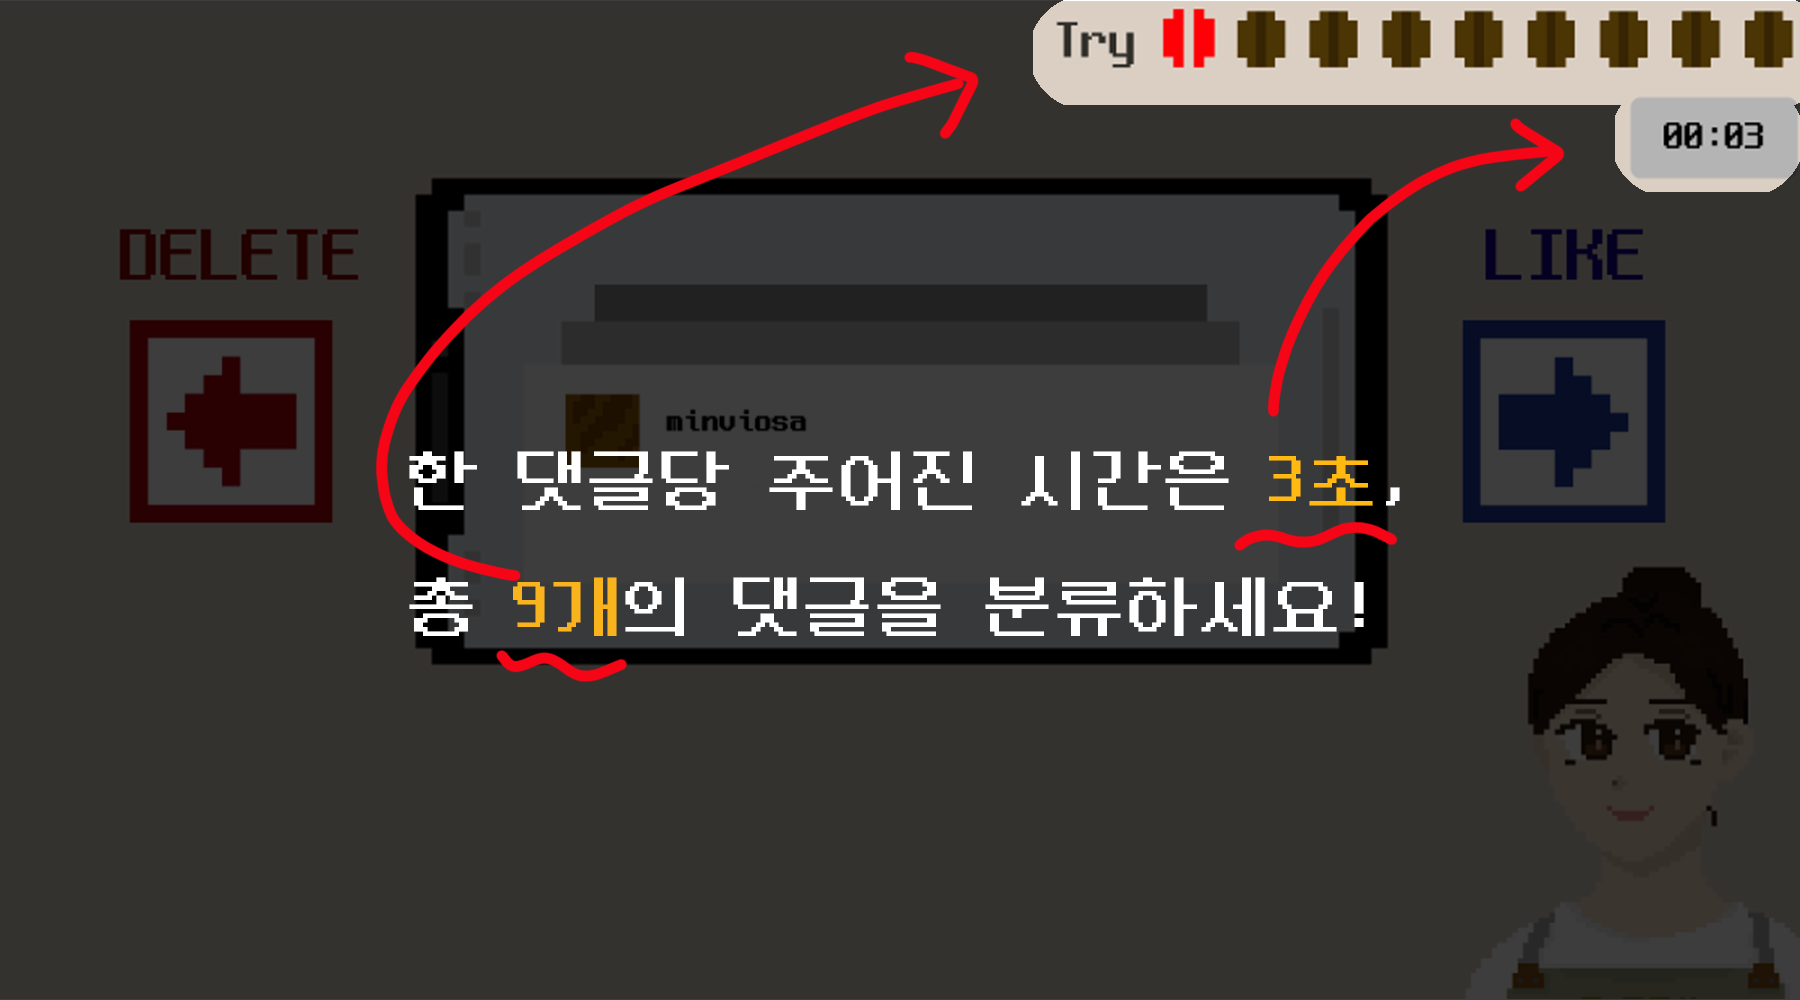 Try
00:03
DELETE
LIKE
minviosa
한 댓글당 주어진 시간은 3초,
총 9개의 댓글을 분류하세요!